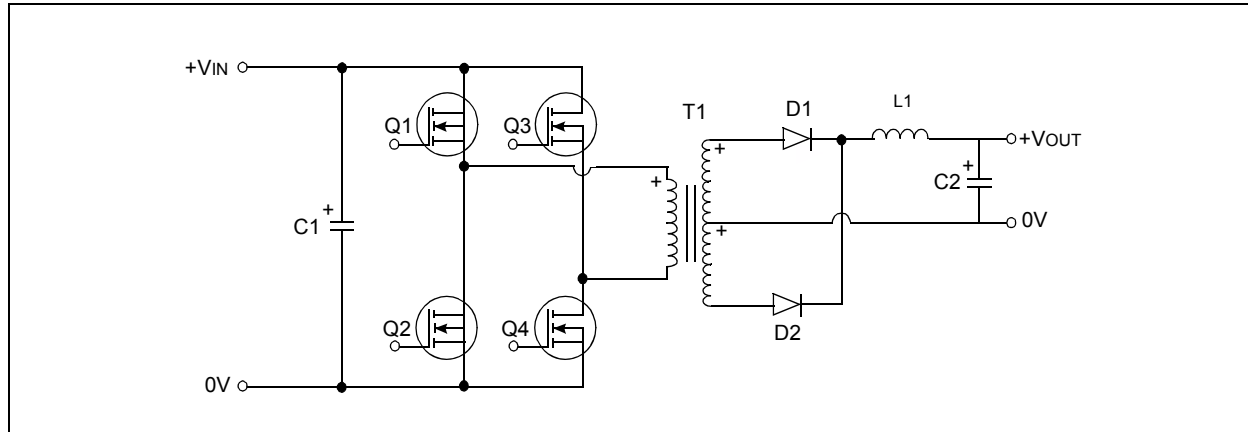 +VIN
Q1
Q3
T1
D1
L1
+VOUT
+
+
+
C2
+
C1
+
0V
Q2
Q4
D2
0V